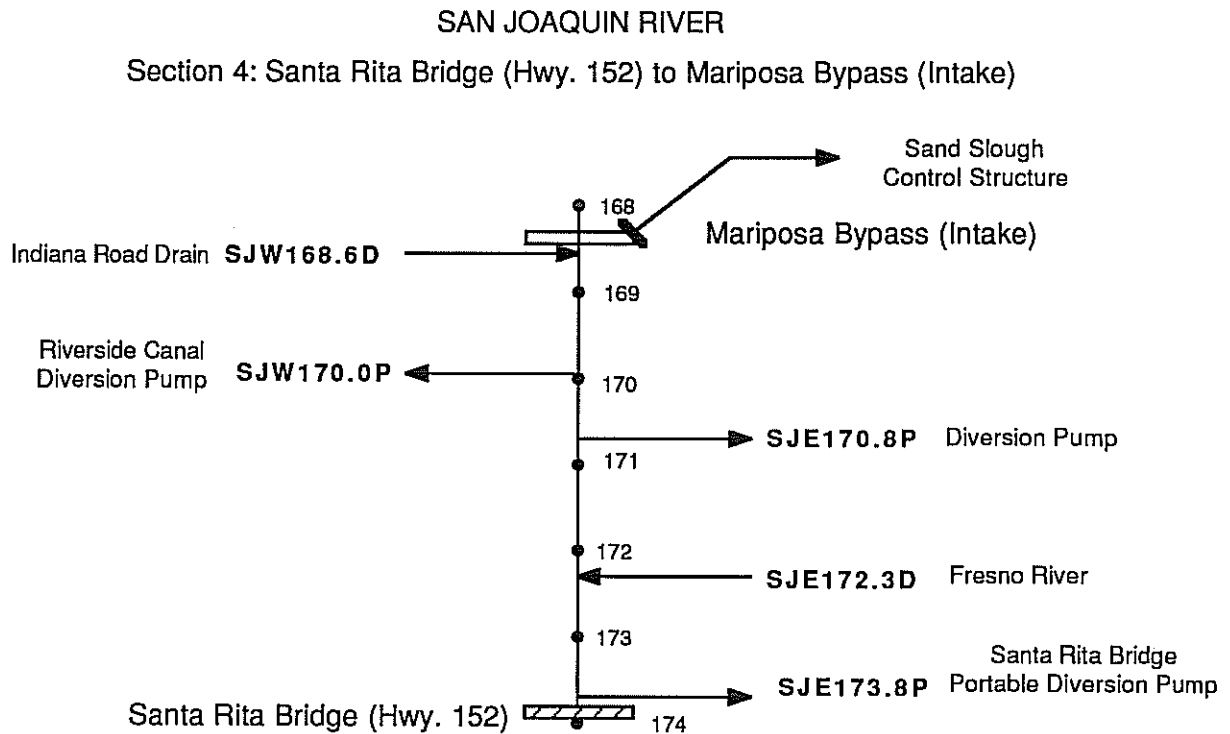 SAN JOAQUIN RIVER
Section 4: Santa Rita Bridge (Hwy. 152) to Mariposa Bypass (Intake)
Sand Slough
Control Structure
168
Mariposa Bypass (Intake)
Indiana Road Drain SJW168.6D
169
Riverside Canal
Diversion Pump SJW170.0P
170
SJE170.8P Diversion Pump
171
172
SJE172.3D Fresno River
173
Santa Rita Bridge
SJE173.8P Portable Diversion Pump
Santa Rita Bridge (Hwy. 152)
174